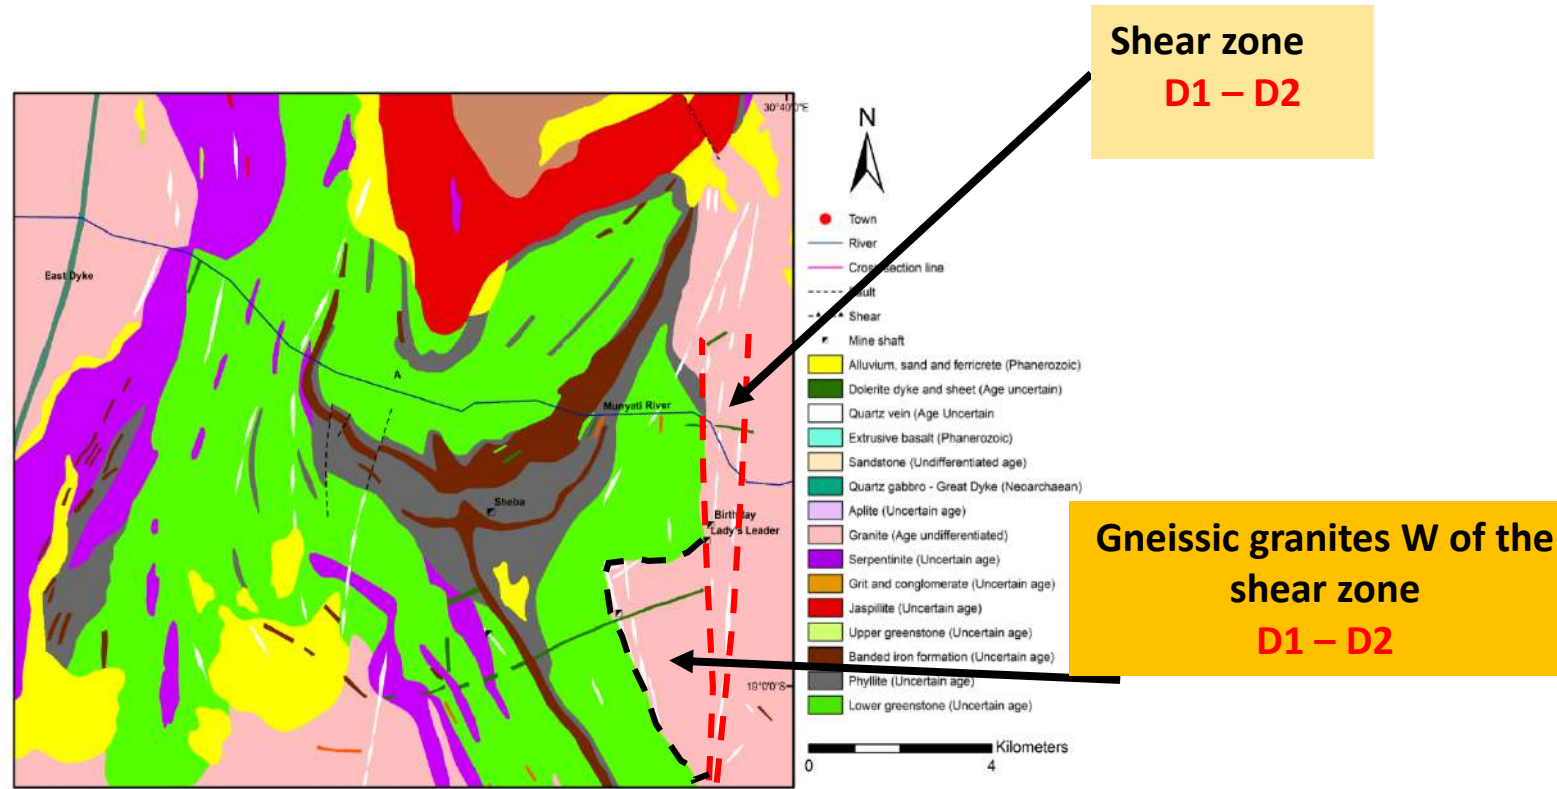 Shear zone
D1 – D2
30°40'0"E
N
Town
River
East Dyke
Cross section line
Fault
Shear
Mine shaft
Alluvium, sand and ferricrete (Phanerozoic)
A
Dolerite dyke and sheet (Age uncertain)
Munyati River
Quartz vein (Age Uncertain
Extrusive basalt (Phanerozoic)
Sandstone (Undifferentiated age)
Quartz gabbro - Great Dyke (Neoarchaean)
Sheba
Aplite (Uncertain age)
Birthday
Lady's Leader
Granite (Age undifferentiated)
Serpentinite (Uncertain age)
Grit and conglomerate (Uncertain age)
Jaspilite (Uncertain age)
Upper greenstone (Uncertain age)
Banded iron formation (Uncertain age)
Phyllite (Uncertain age)
19°0'0"S
Lower greenstone (Uncertain age)
Gneissic granites W of the
shear zone
D1 – D2
Kilometers
0 4